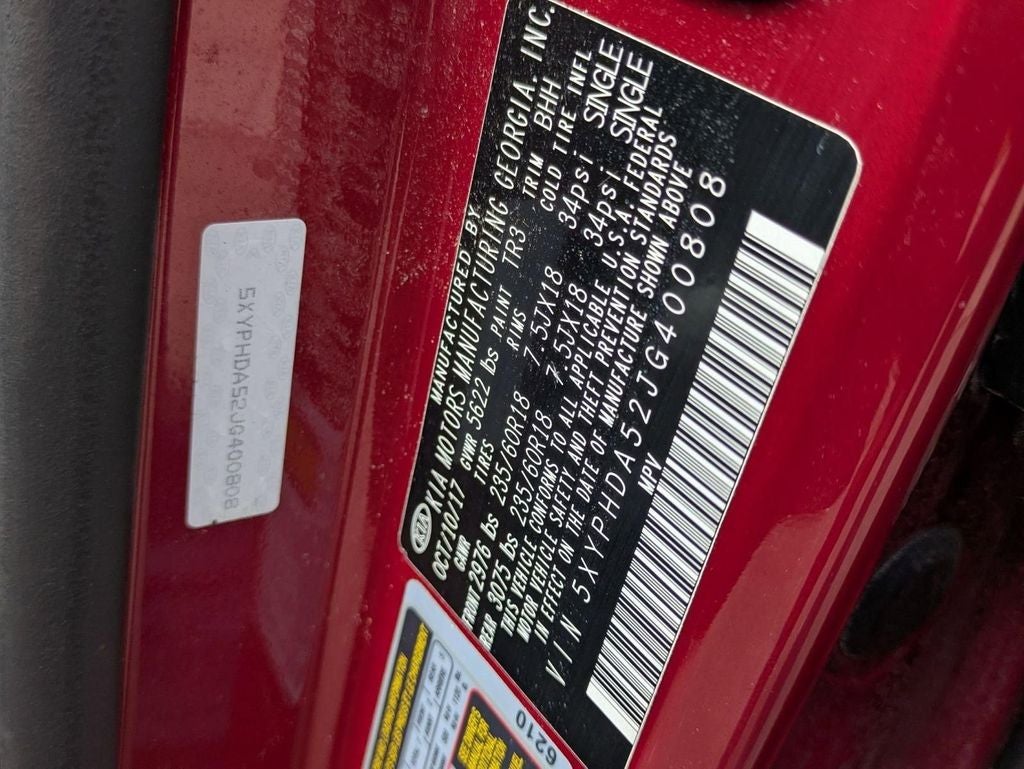 5XYPHDA52JG400808
MANUFACTURED BY
KIA KIA MOTORS MANUFACTURING GEORGIA, INC.
OCT/10/17 GVWR 5622 lbs PAINT TR3 TRIM BHH
GAWR TIRES RIMS COLD TIRE INFL
FRONT 2976 lbs 235/60R18 7.5JX18 34psi SINGLE
REAR 3075 lbs 235/60R18 7.5JX18 34psi SINGLE
THIS VEHICLE CONFORMS TO ALL APPLICABLE U.S.A. FEDERAL
MOTOR VEHICLE SAFETY AND THEFT PREVENTION STANDARDS
IN EFFECT ON THE DATE OF MANUFACTURE SHOWN ABOVE
MPV
VIN 5XYPHDA52JG400808
6210